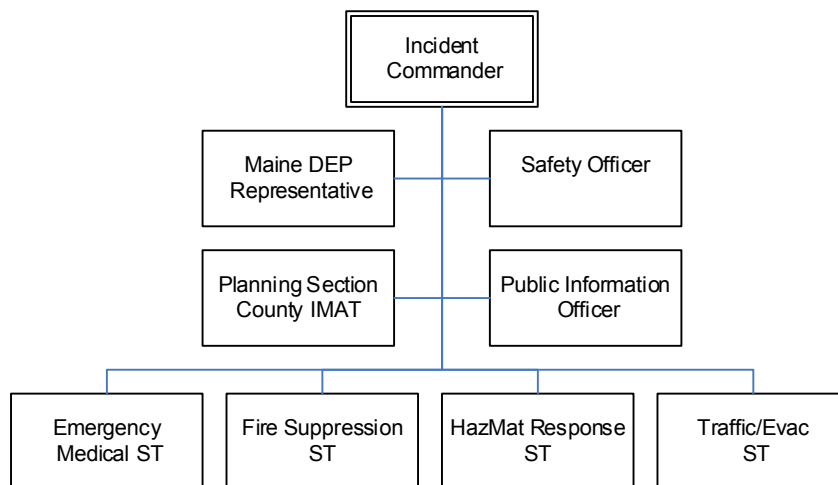 Incident
Commander
Maine DEP
Representative
Safety Officer
Planning Section
County IMAT
Public Information
Officer
Emergency
Medical ST
Fire Suppression
ST
HazMat Response
ST
Traffic/Evac
ST